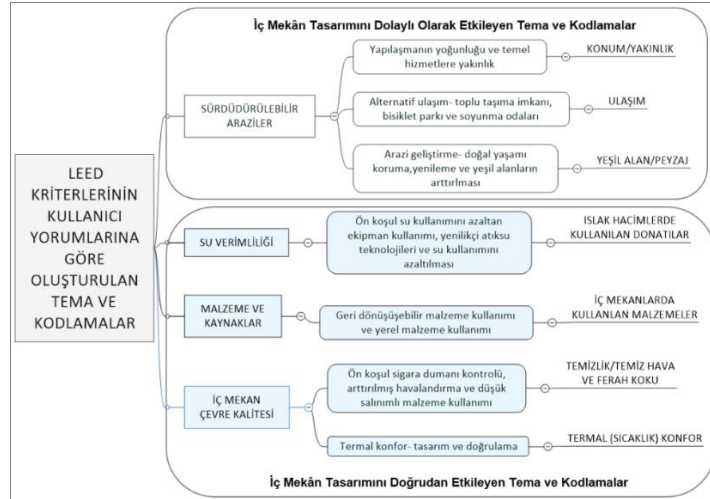 İç Mekân Tasarımını Dolaylı Olarak Etkileyen Tema ve Kodlamalar
LEED
KRİTERLERİNİN
KULLANICI
YORUMLARINA
GÖRE
OLUŞTURULAN
TEMA VE
KODLAMALAR
SÜRDÜDÜRÜLEBİLİR
ARAZİLER
Yapılaşmanın yoğunluğu ve temel
hizmetlere yakınlık
KONUM/YAKINLIK
Alternatif ulaşım- toplu taşıma imkanı,
bisiklet parkı ve soyunma odaları
ULAŞIM
Arazi geliştirme- doğal yaşamı
koruma,yenileme ve yeşil alanların
arttırılması
YEŞİL ALAN/PEYZAJ
SU VERİMLİLİĞİ
Ön koşul su kullanımını azaltan
ekipman kullanımı, yenilikçi atıksu
teknolojileri ve su kullanımını
azaltılması
ISLAK HACİMLERDE
KULLANILAN DONATILAR
MALZEME VE
KAYNAKLAR
Geri dönüşüşebilir malzeme kullanımı
ve yerel malzeme kullanımı
İÇ MEKANLARDA
KULLANLAN MALZEMELER
İÇ MEKAN
ÇEVRE KALİTESİ
Ön koşul sigara dumanı kontrolü,
arttırılmış havalandırma ve düşük
salınımlı malzeme kullanımı
TEMİZLİK/TEMİZ HAVA
VE FERAH KOKU
Termal konfor- tasarım ve doğrulama
TERMAL (SICAKLIK) KONFOR
İç Mekân Tasarımını Doğrudan Etkileyen Tema ve Kodlamalar